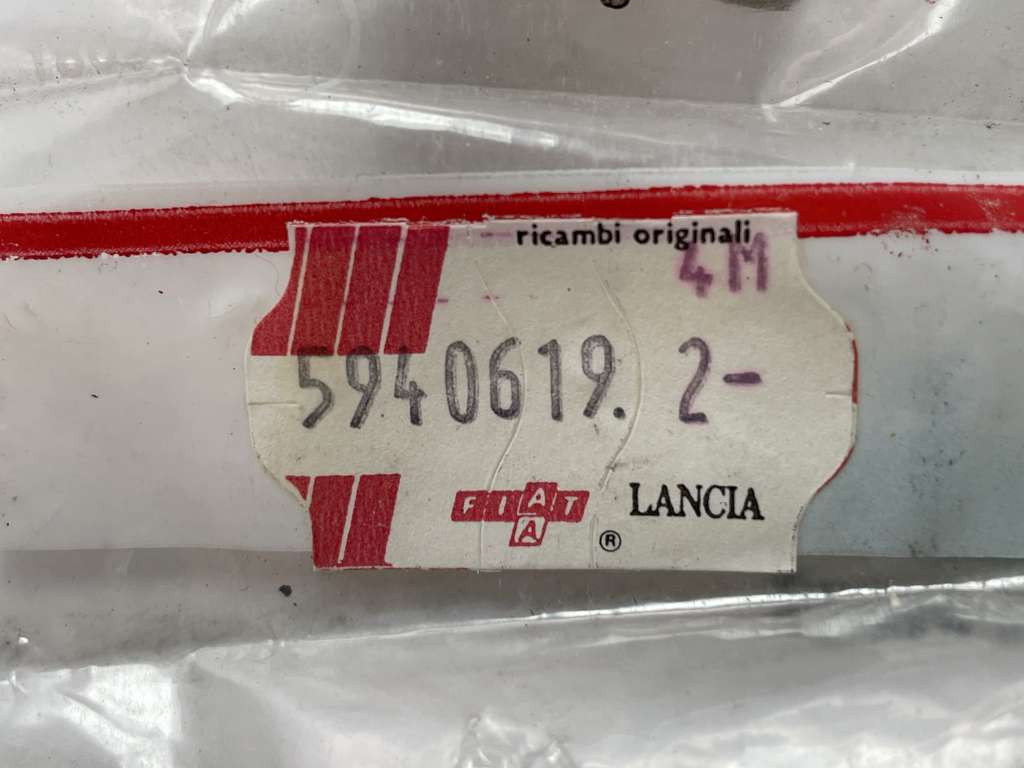 ricambi originali
4M
5940619. 2-
FIAT LANCIA
A
®